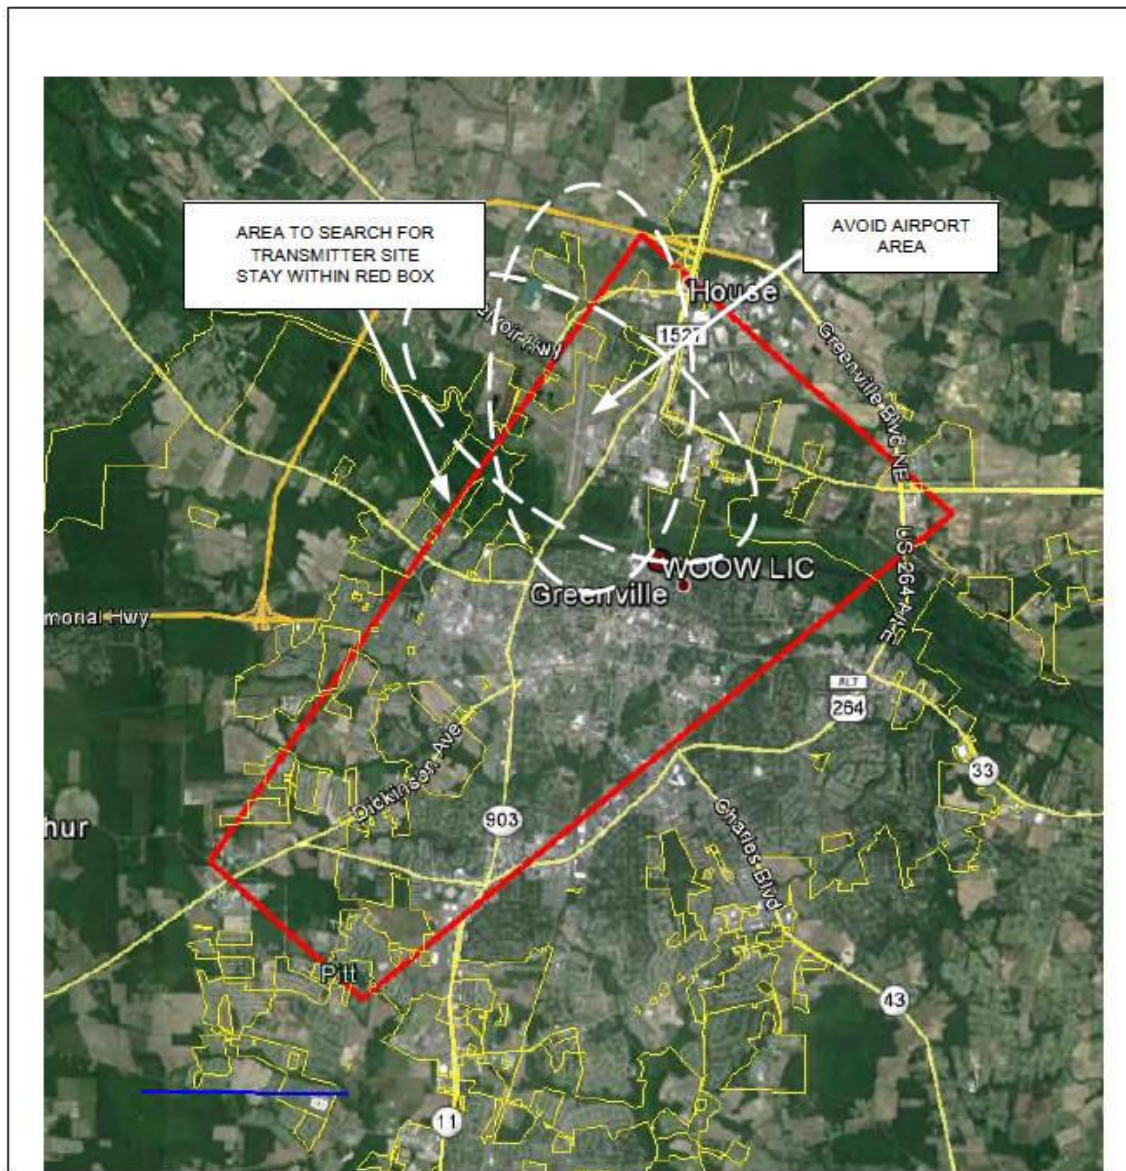 AREA TO SEARCH FOR
TRANSMITTER SITE
STAY WITHIN RED BOX
AVOID AIRPORT
AREA
House
1527
Greenville Blvd NE
WOOW LIC
Greenville
US-264 ALT E
morial Hwy
ALT
264
33
Dickinson Ave
903
hur
Charles Blvd
Pitt
43
11